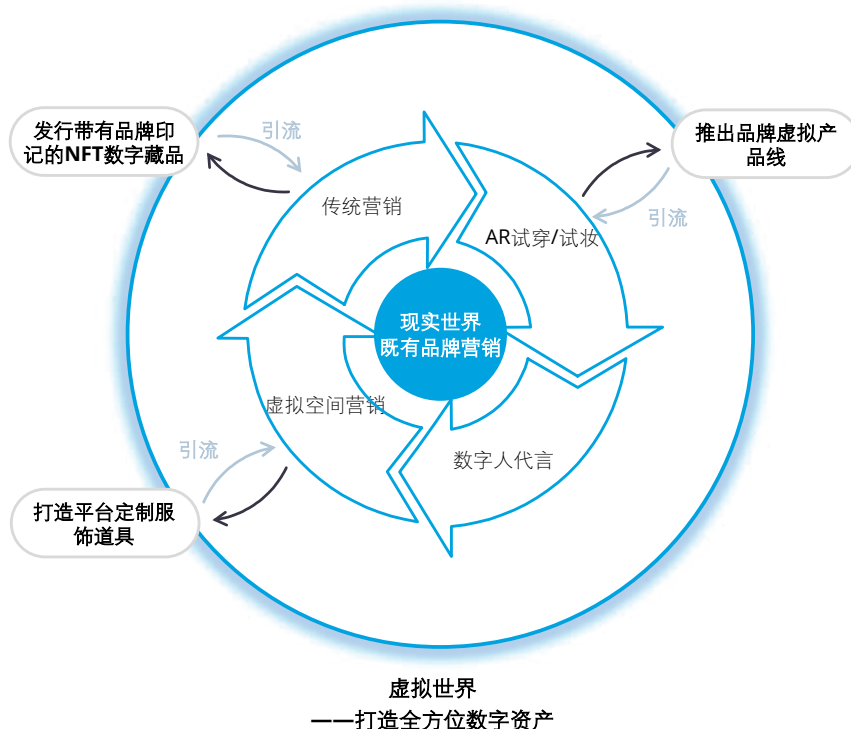 发行带有品牌印
记的NFT数字藏品
引流
推出品牌虚拟产
品线
引流
传统营销
AR试穿/试妆
现实世界
既有品牌营销
虚拟空间营销
数字人代言
引流
打造平台定制服
饰道具
虚拟世界
——打造全方位数字资产